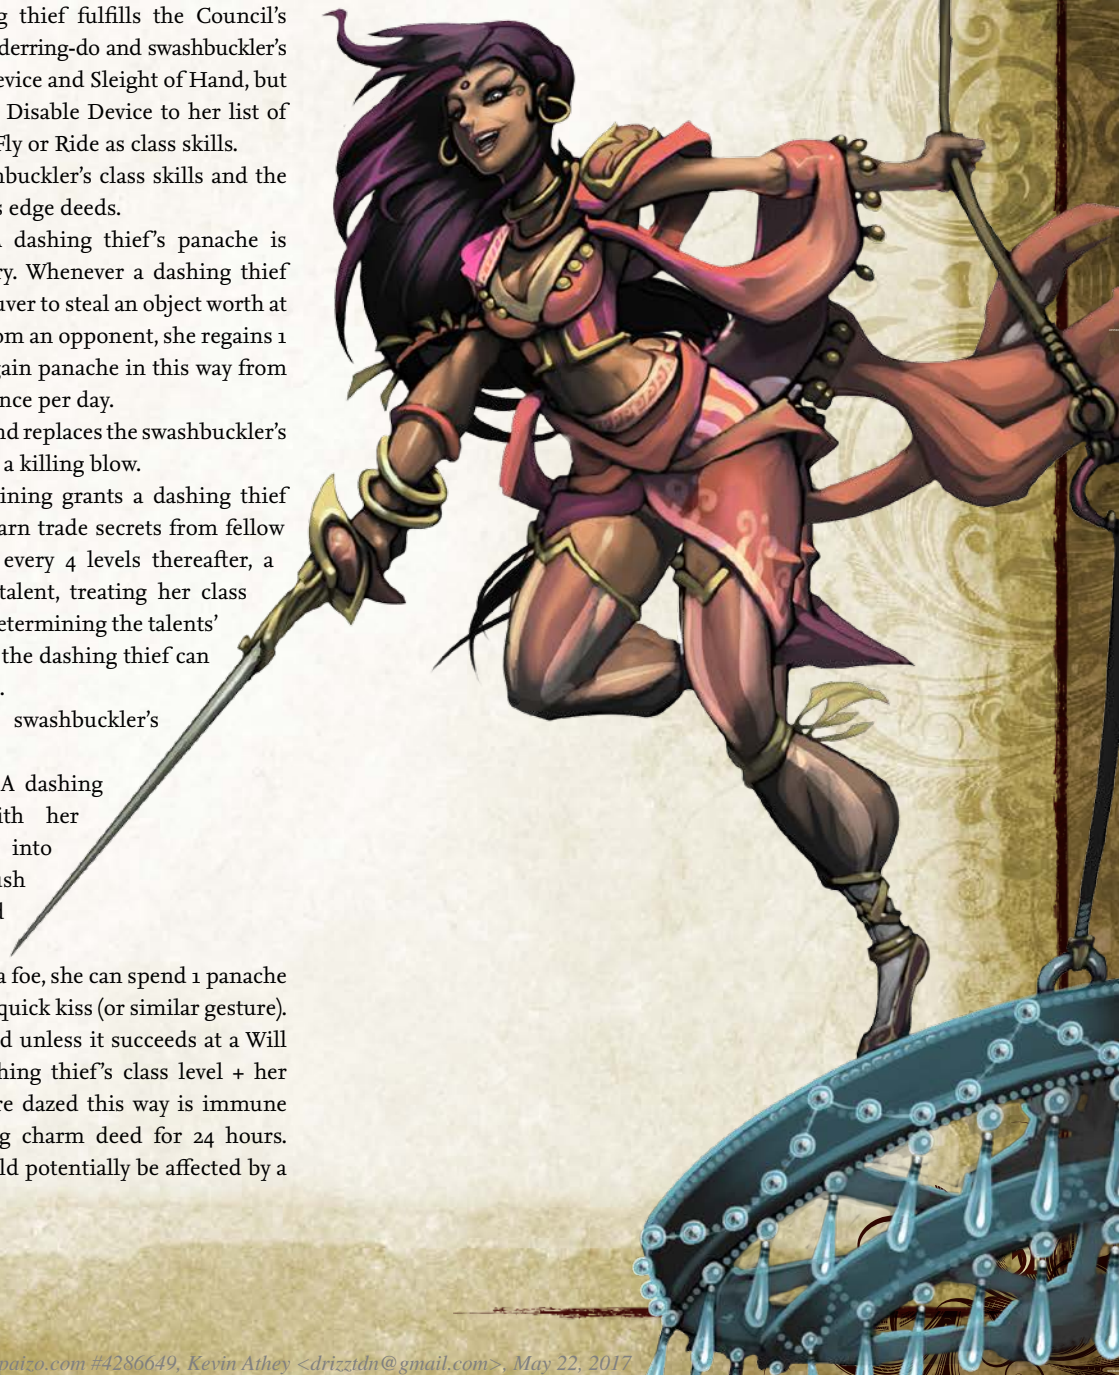 g thief fulfills the Council's
derring-do and swashbuckler's
evice and Sleight of Hand, but
Disable Device to her list of
Fly or Ride as class skills.
hbuckler's class skills and the
s edge deeds.
A dashing thief's panache is
ry. Whenever a dashing thief
uver to steal an object worth at
om an opponent, she regains 1
gain panache in this way from
nce per day.
nd replaces the swashbuckler's
a killing blow.
ining grants a dashing thief
arn trade secrets from fellow
every 4 levels thereafter, a
talent, treating her class
etermining the talents'
the dashing thief can
.
swashbuckler's
A dashing
ith her
into
ush
d
a foe, she can spend 1 panache
quick kiss (or similar gesture).
d unless it succeeds at a Will
hing thief's class level + her
re dazed this way is immune
g charm deed for 24 hours.
ld potentially be affected by a
paizo.com #4286649, Kevin Athey <drizztdn@gmail.com>, May 22, 2017